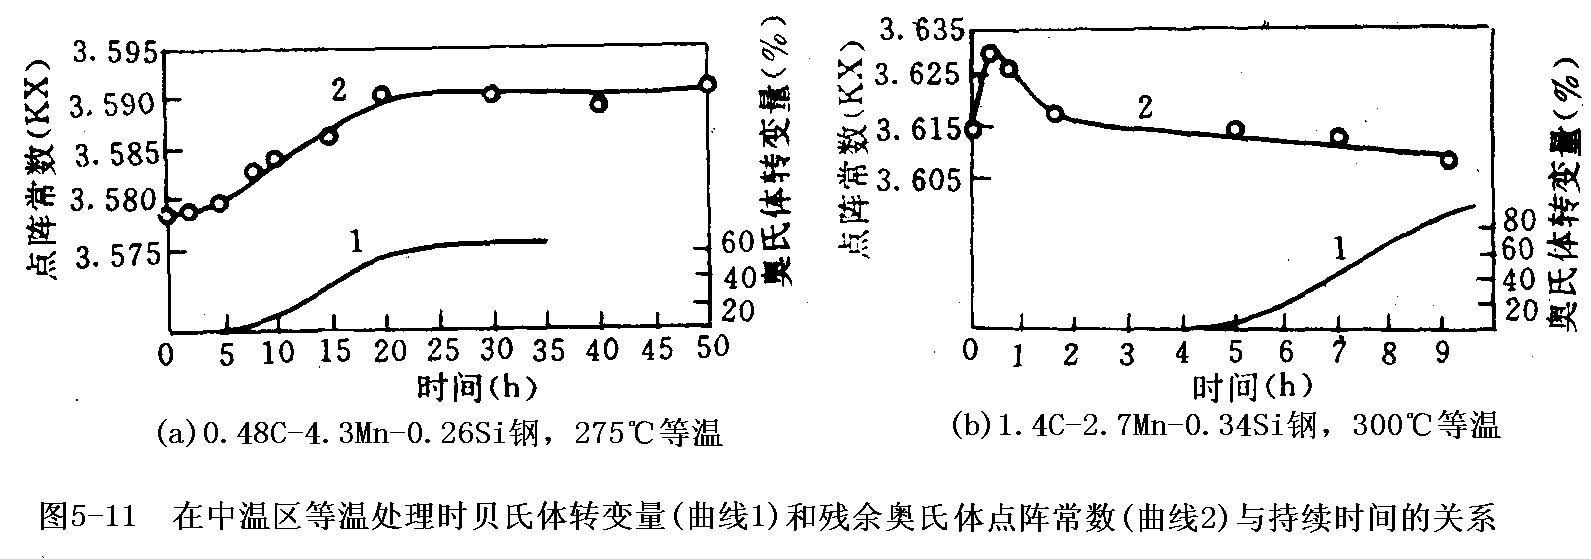 点阵常数(KX)
3.595
3.590
3.585
3.580
3.575
2
1
60
40
20
奥氏体转变量(%)
0 5 10 15 20 25 30 35 40 45 50
时间(h)
(a)0.48C-4.3Mn-0.26Si钢，275℃等温
点阵常数(KX)
3.635
3.625
3.615
3.605
2
1
80
60
40
20
奥氏体转变量(%)
0 1 2 3 4 5 6 7 8 9
时间(h)
(b)1.4C-2.7Mn-0.34Si钢，300℃等温
图5-11 在中温区等温处理时贝氏体转变量(曲线1)和残余奥氏体点阵常数(曲线2)与持续时间的关系